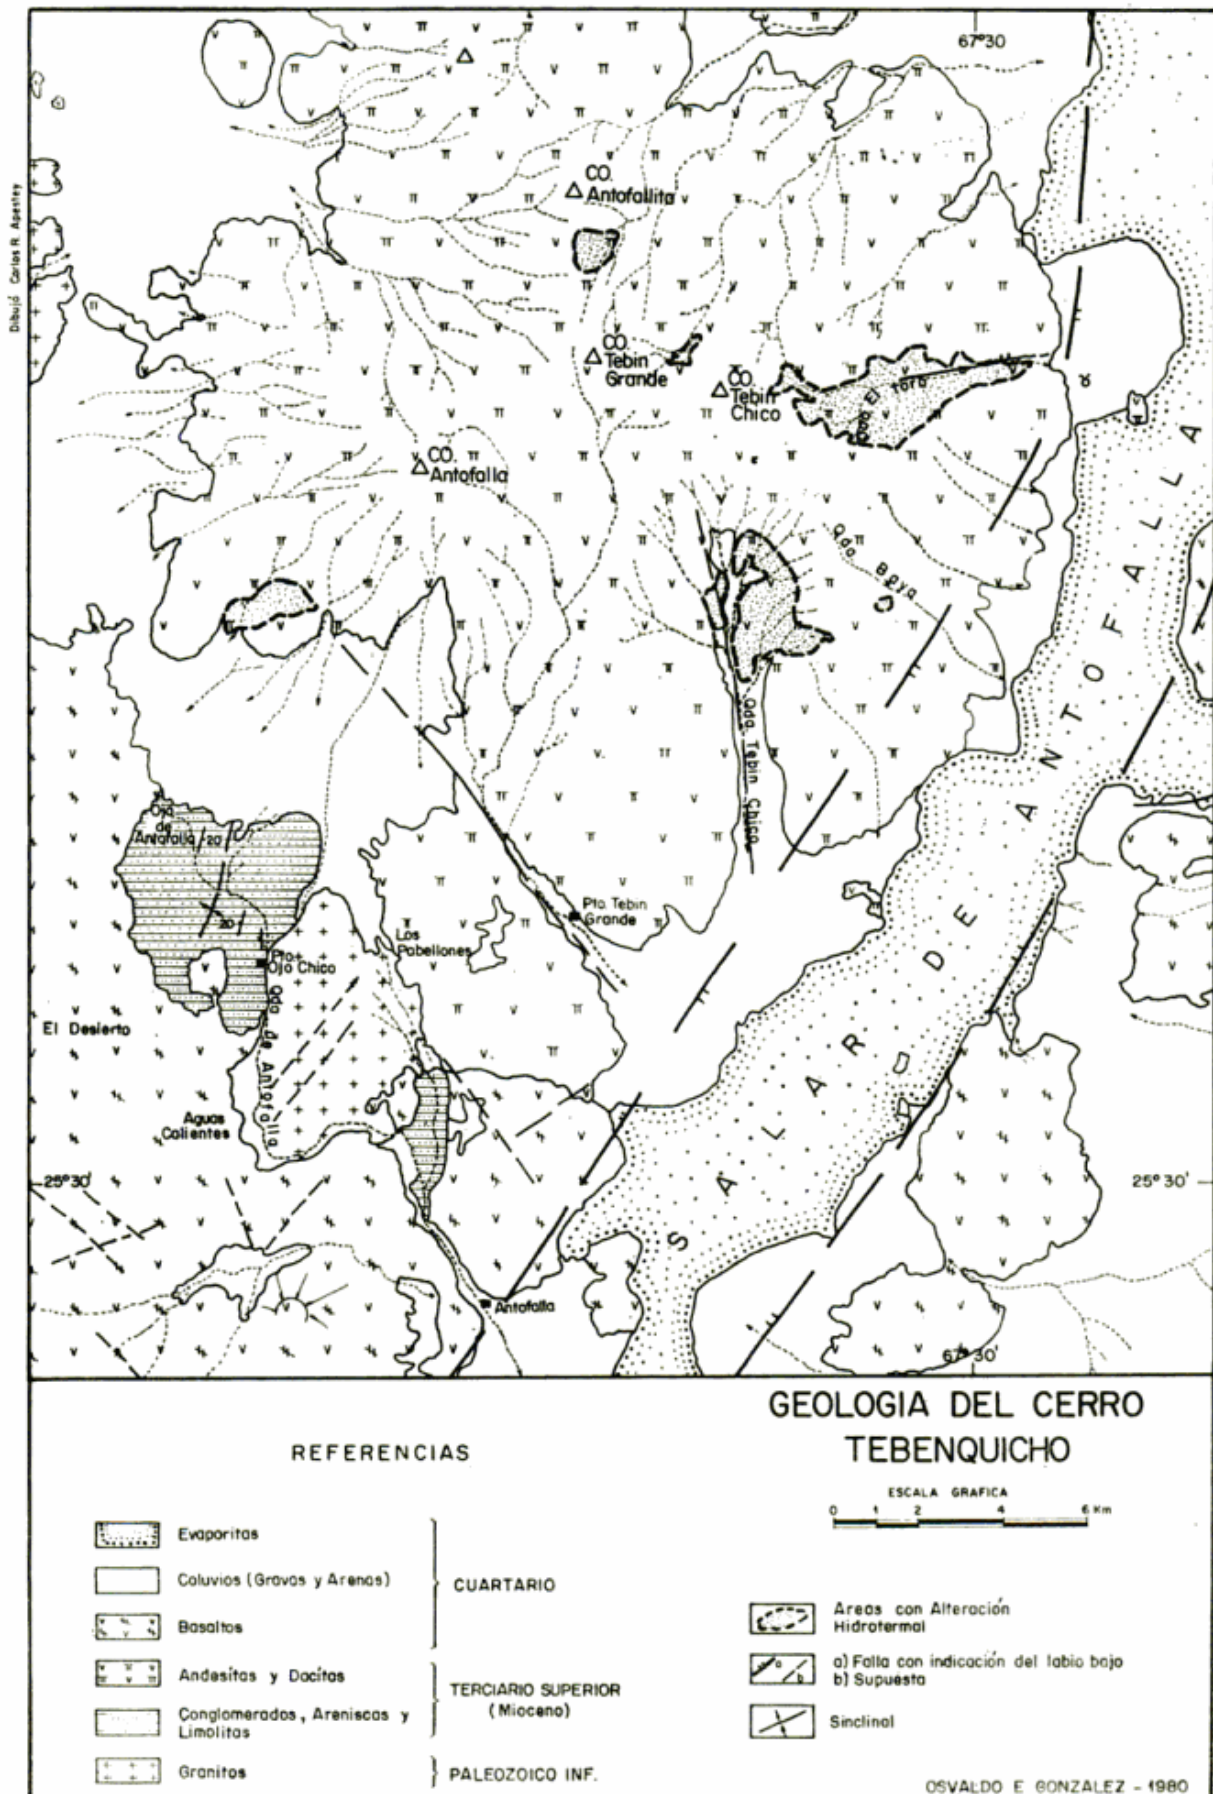 67°30
CO.
Antofallita
Dibujó Carlos R. Apestey
CO.
Tebin
Grande
CO.
Tebin
Chico
Qda El toro
CO.
Antofalla
Qda Baya
SALAR DE ANTOFALLA
Qda. Tebin Chico
Ojo
de
Antofalla
20
20
Pto. Tebin
Grande
Los
Pabellones
Pto.
Ojo Chico
El Desierto
Qda de Antofalla
Aguas
Calientes
25°30'
25°30'
Antofalla
67°30'
GEOLOGIA DEL CERRO
TEBENQUICHO
REFERENCIAS
ESCALA GRAFICA
0 1 2 4 6 Km
Evaporitas
Coluvios (Gravas y Arenas)
CUARTARIO
Basaltos
Andesitas y Dacitas
TERCIARIO SUPERIOR
(Mioceno)
Conglomerados, Areniscas y
Limolitas
Granitos
PALEOZOICO INF.
Areas con Alteración
Hidrotermal
a
b
a) Falla con indicación del labio bajo
b) Supuesta
Sinclinal
OSVALDO E GONZALEZ - 1980